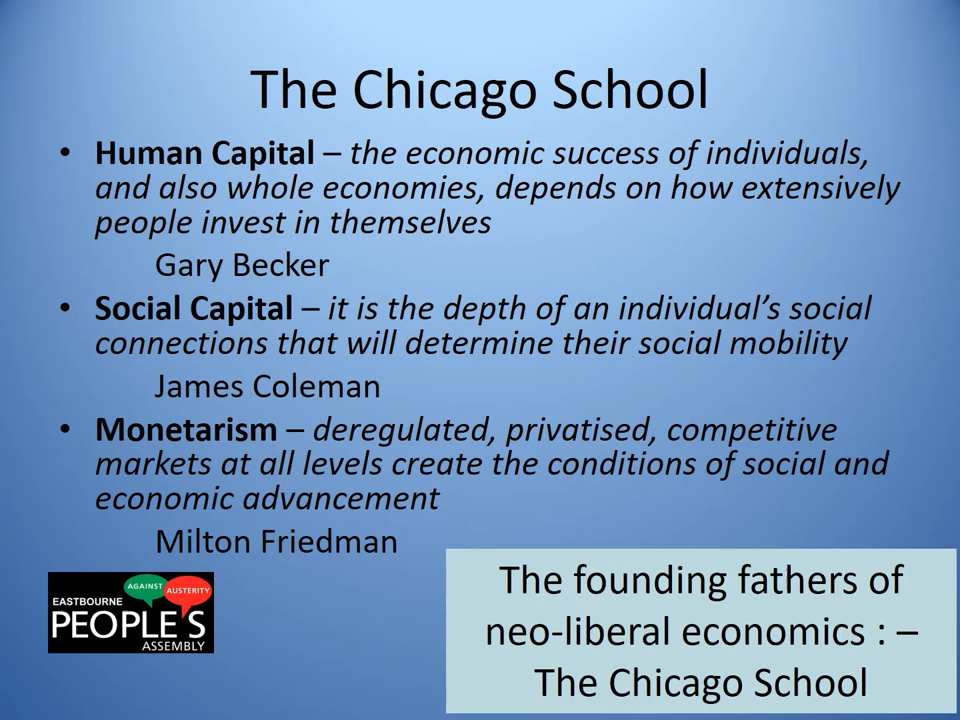 The Chicago School
• Human Capital – the economic success of individuals,
and also whole economies, depends on how extensively
people invest in themselves
Gary Becker
• Social Capital – it is the depth of an individual’s social
connections that will determine their social mobility
James Coleman
• Monetarism – deregulated, privatised, competitive
markets at all levels create the conditions of social and
economic advancement
Milton Friedman
AGAINST
AUSTERITY
EASTBOURNE
PEOPLE'S
ASSEMBLY
The founding fathers of
neo-liberal economics : –
The Chicago School